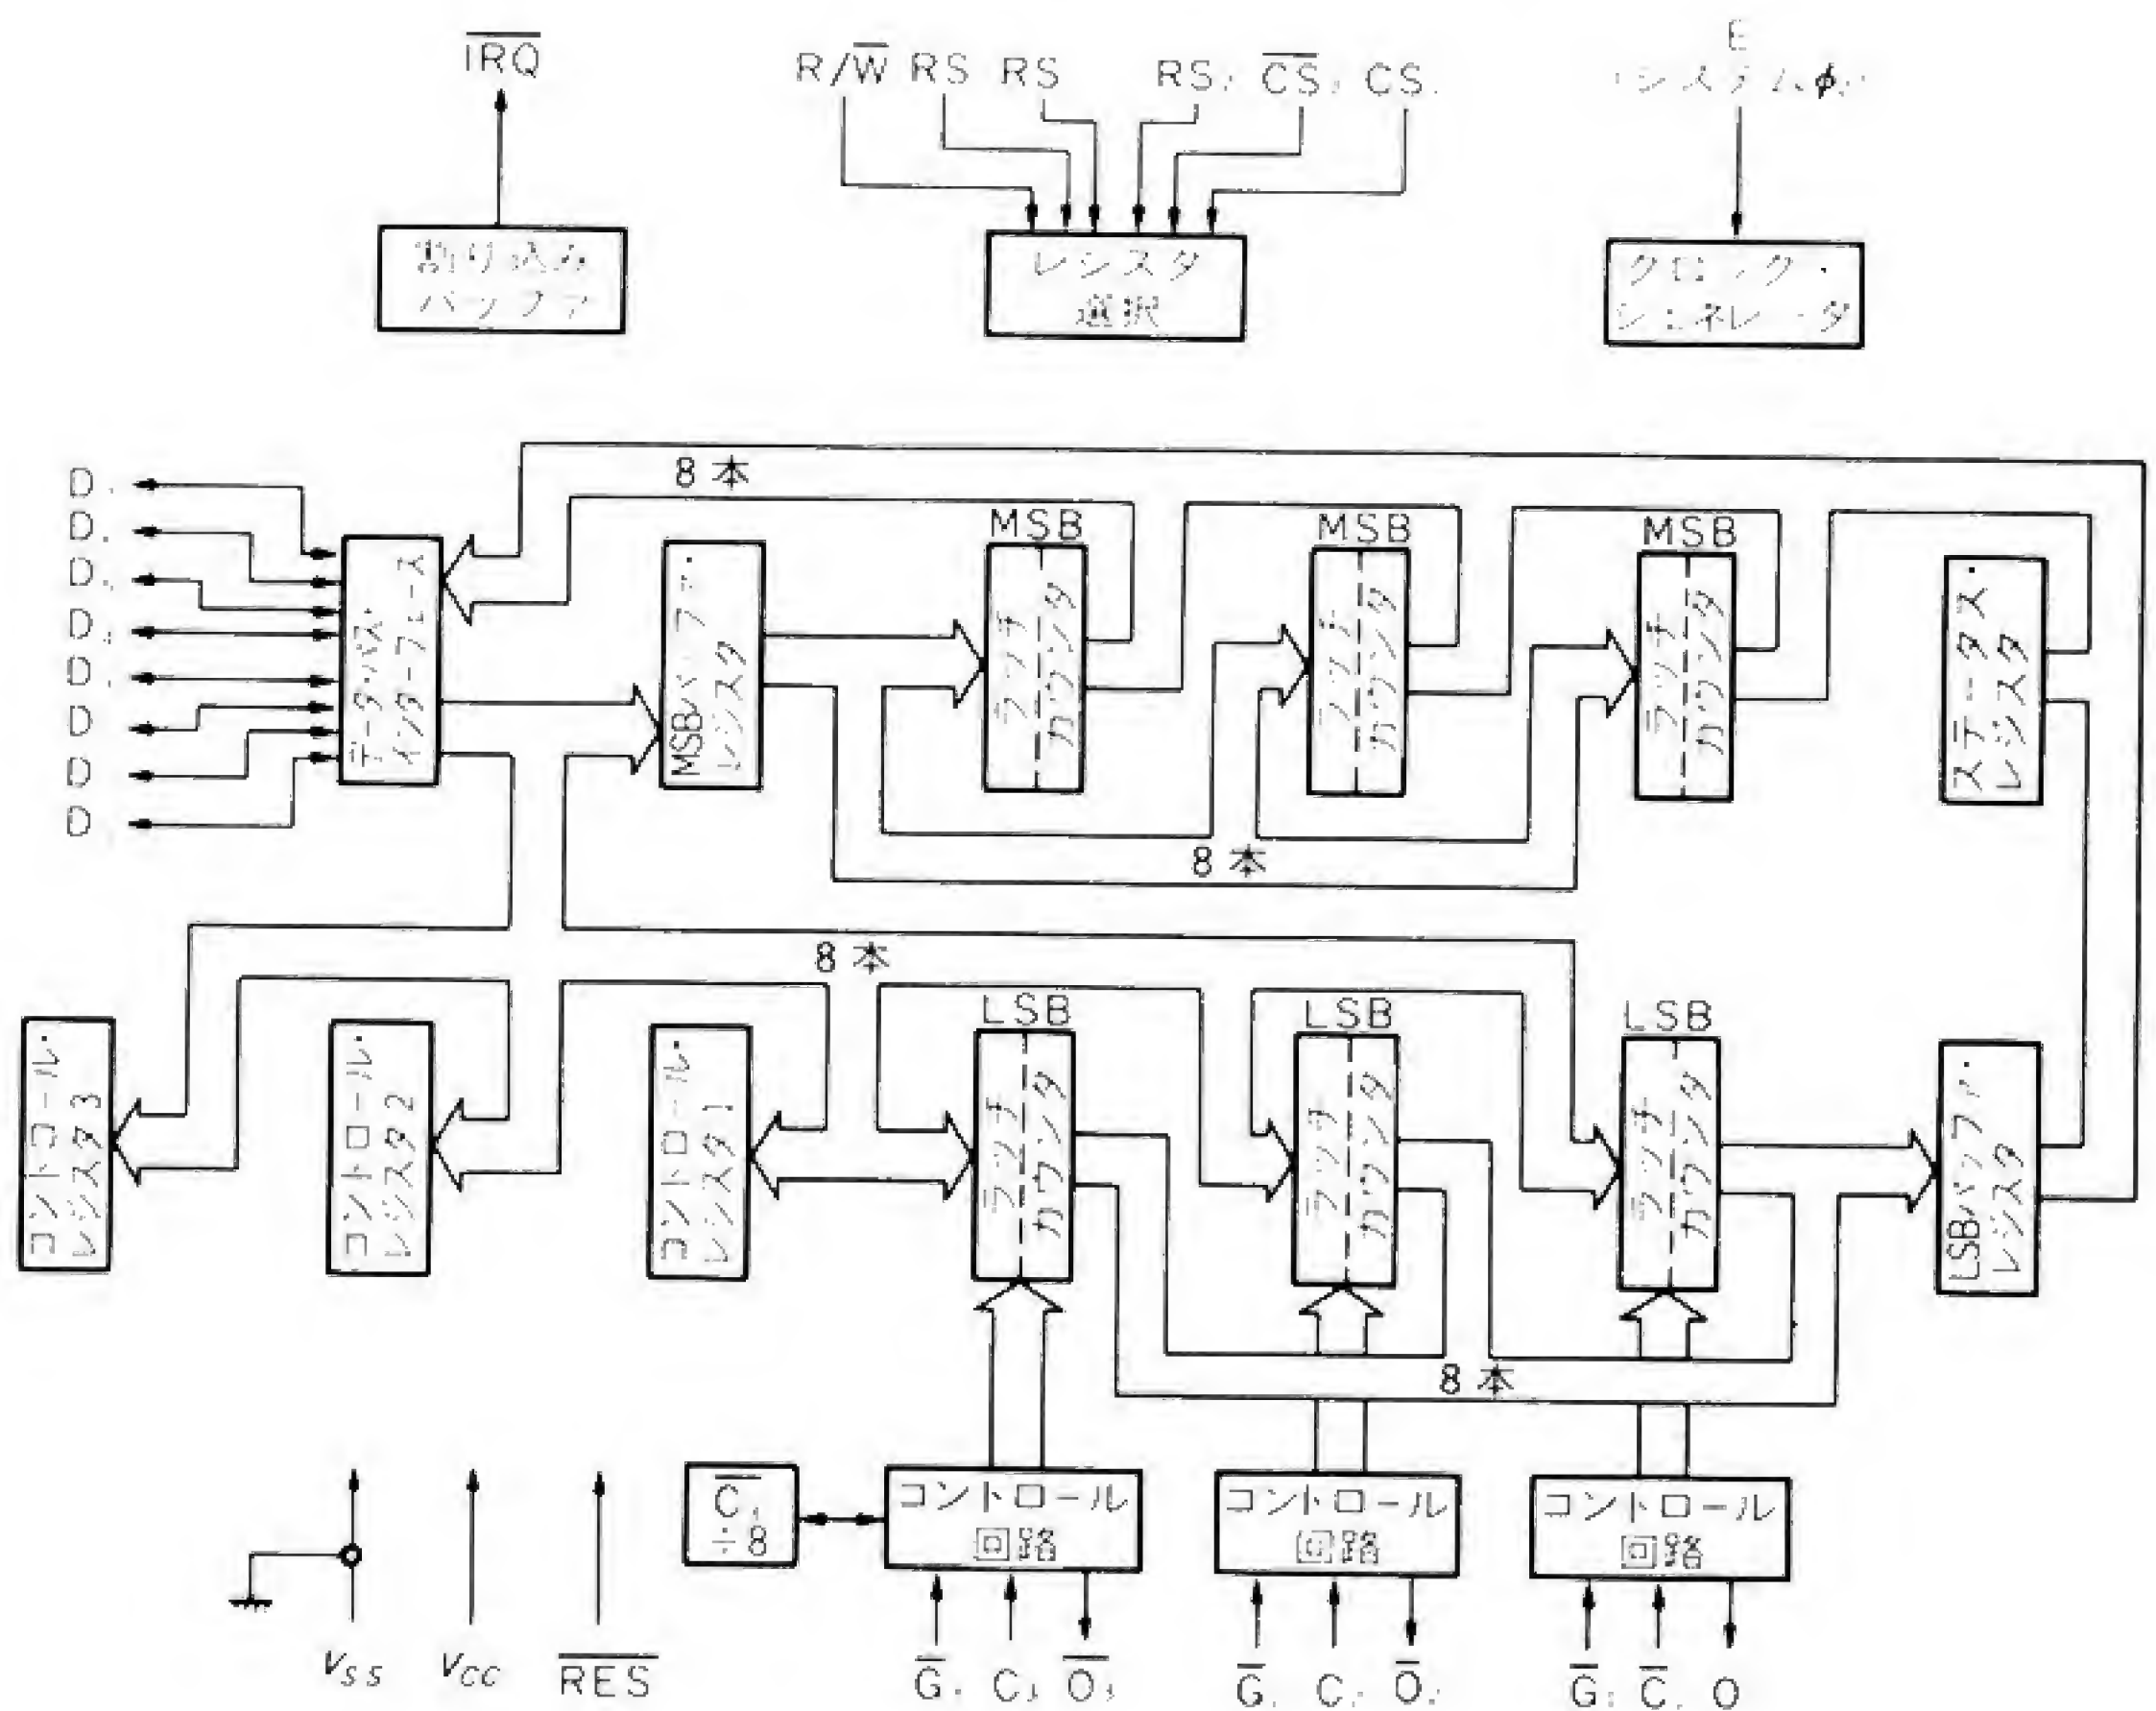 IRQ
R/W RS RS RS CS CS
E
システム φ
割り込み
バッファ
レジスタ
選択
クロック・
ジェネレータ
8本
D
D
D
D
D
D
D
D
データ・バス・
インターフェース
MSBバッファ・
レジスタ
MSB
ラッチ
カウンタ
MSB
ラッチ
カウンタ
MSB
ラッチ
カウンタ
ステータス・
レジスタ
8本
8本
コントロール・
レジスタ3
コントロール・
レジスタ2
コントロール・
レジスタ1
LSB
ラッチ
カウンタ
LSB
ラッチ
カウンタ
LSB
ラッチ
カウンタ
LSBバッファ・
レジスタ
8本
C
÷8
コントロール
回路
コントロール
回路
コントロール
回路
VSS VCC RES
G C3 O3
G C O
G C O